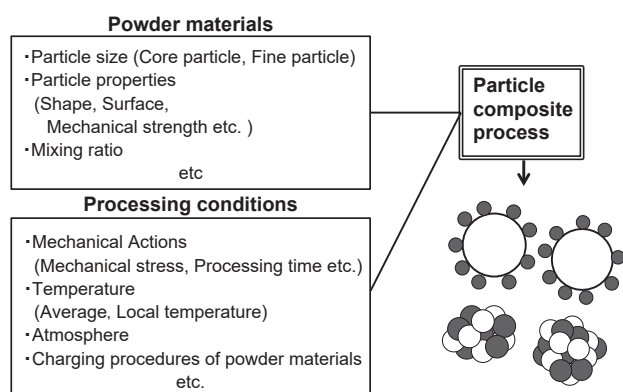 Powder materials
・Particle size (Core particle, Fine particle)
・Particle properties
(Shape, Surface,
Mechanical strength etc. )
・Mixing ratio
etc
Processing conditions
・Mechanical Actions
(Mechanical stress, Processing time etc.)
・Temperature
(Average, Local temperature)
・Atmosphere
・Charging procedures of powder materials
etc.
Particle
composite
process